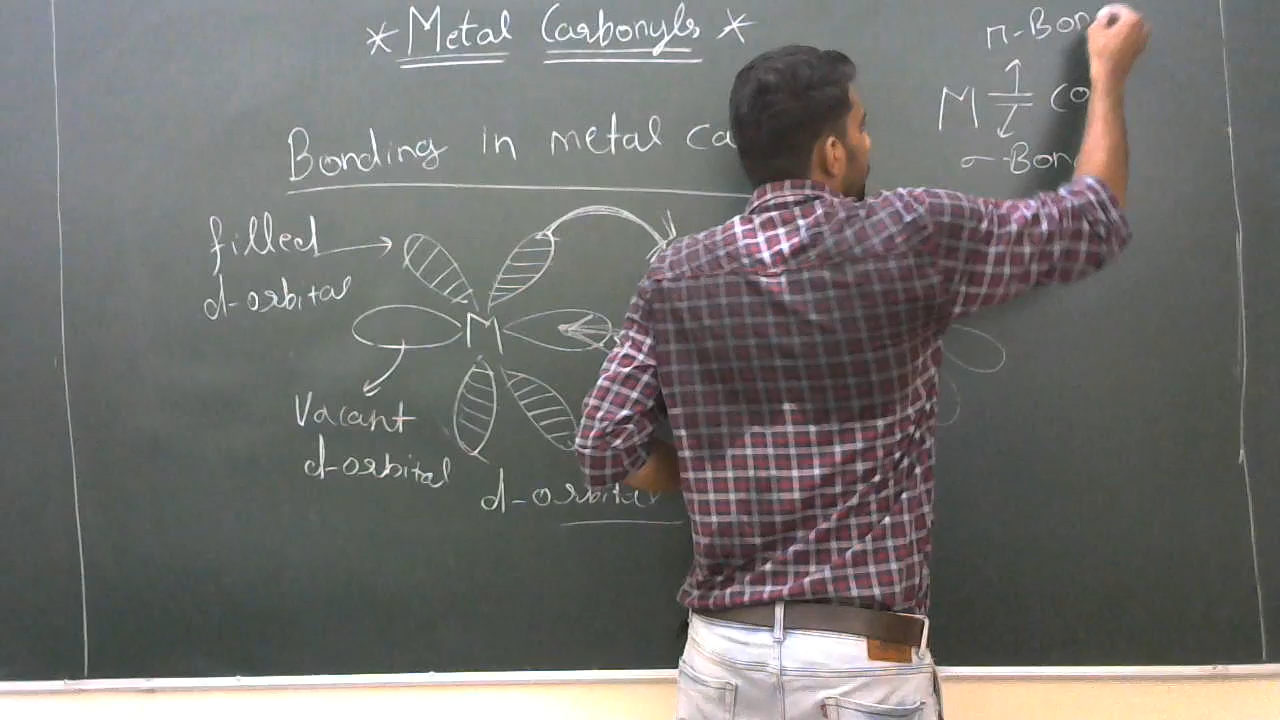 * Metal Carbonyls *
Bonding in metal ca
filled
d-orbital
M
Vacant
d-orbital
d-orbital
π-Bon
M = CO
σ-Bon